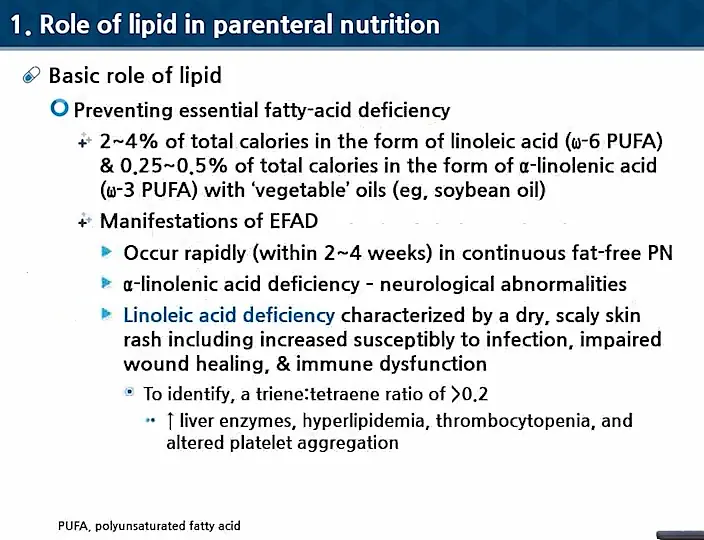 1. Role of lipid in parenteral nutrition
Basic role of lipid
Preventing essential fatty-acid deficiency
2~4% of total calories in the form of linoleic acid (ω-6 PUFA)
& 0.25~0.5% of total calories in the form of α-linolenic acid
(ω-3 PUFA) with ‘vegetable’ oils (eg, soybean oil)
Manifestations of EFAD
Occur rapidly (within 2~4 weeks) in continuous fat-free PN
α-linolenic acid deficiency - neurological abnormalities
Linoleic acid deficiency characterized by a dry, scaly skin
rash including increased susceptibly to infection, impaired
wound healing, & immune dysfunction
To identify, a triene:tetraene ratio of >0.2
↑ liver enzymes, hyperlipidemia, thrombocytopenia, and
altered platelet aggregation
PUFA, polyunsaturated fatty acid